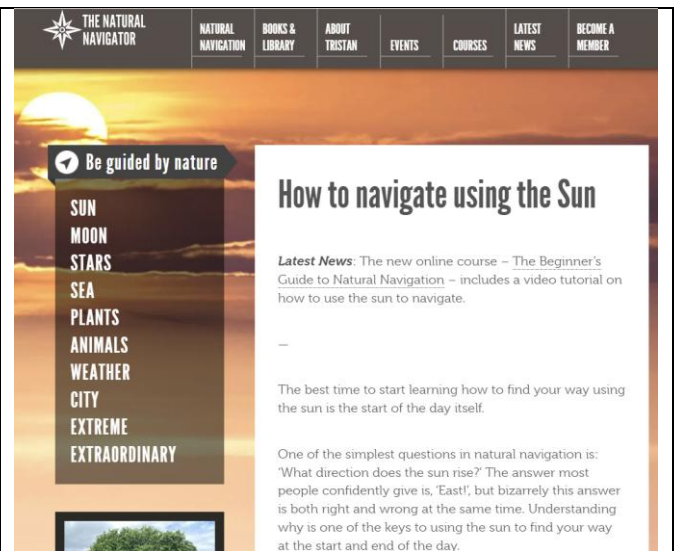 THE NATURAL
NAVIGATOR
NATURAL
NAVIGATION
BOOKS &
LIBRARY
ABOUT
TRISTAN
EVENTS
COURSES
LATEST
NEWS
BECOME A
MEMBER
Be guided by nature
SUN
MOON
STARS
SEA
PLANTS
ANIMALS
WEATHER
CITY
EXTREME
EXTRAORDINARY
How to navigate using the Sun
Latest News: The new online course – The Beginner's
Guide to Natural Navigation – includes a video tutorial on
how to use the sun to navigate.
—
The best time to start learning how to find your way using
the sun is the start of the day itself.
One of the simplest questions in natural navigation is:
‘What direction does the sun rise?’ The answer most
people confidently give is, ‘East!’, but bizarrely this answer
is both right and wrong at the same time. Understanding
why is one of the keys to using the sun to find your way
at the start and end of the day.